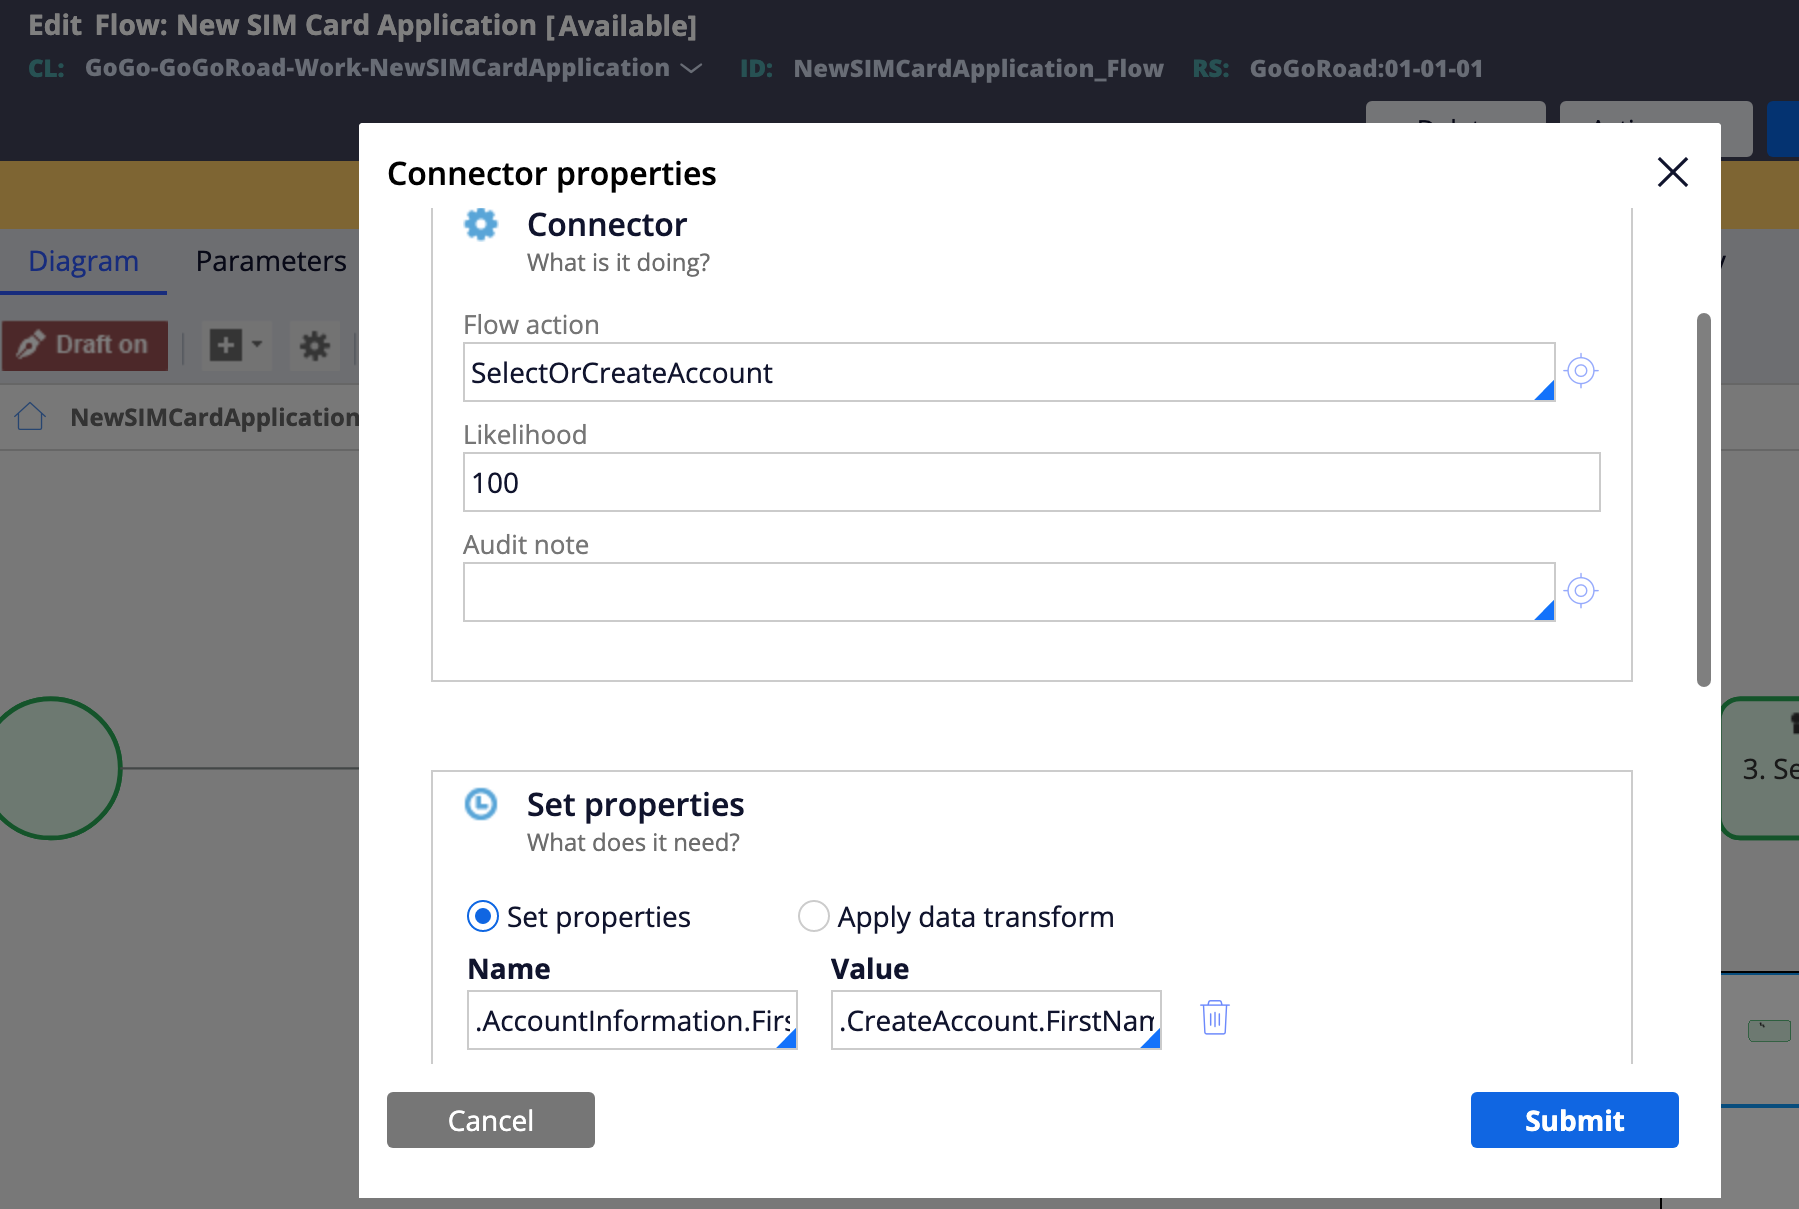 Edit Flow: New SIM Card Application [Available]
CL: GoGo-GoGoRoad-Work-NewSIMCardApplication ID: NewSIMCardApplication_Flow RS: GoGoRoad:01-01-01
Connector properties
Connector
What is it doing?
Diagram Parameters
Flow action
Draft on
SelectOrCreateAccount
NewSIMCardApplication
Likelihood
100
Audit note
3. Se
Set properties
What does it need?
Set properties Apply data transform
Name Value
.AccountInformation.Firs .CreateAccount.FirstNam
Cancel Submit